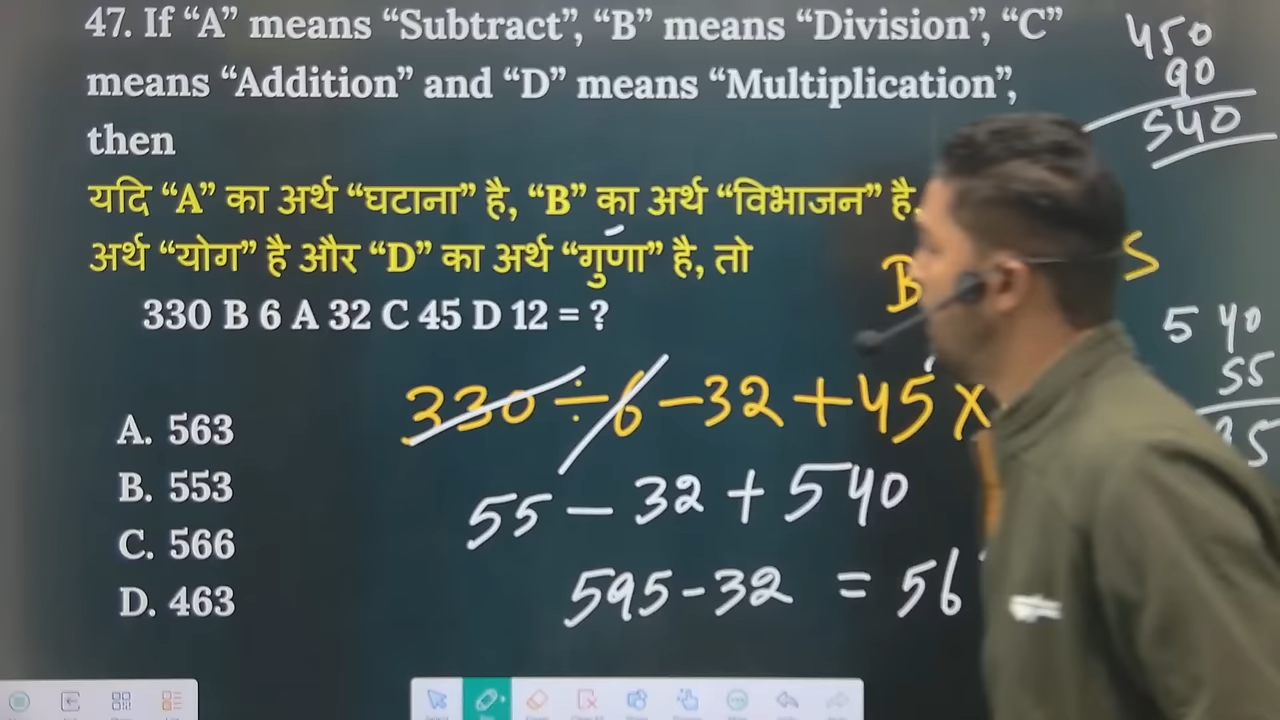 47. If “A” means “Subtract”, “B” means “Division”, “C”
means “Addition” and “D” means “Multiplication”,
then
यदि “A” का अर्थ “घटाना” है, “B” का अर्थ “विभाजन” है,
अर्थ “योग” है और “D” का अर्थ “गुणा” है, तो
330 B 6 A 32 C 45 D 12 = ?
A. 563
B. 553
C. 566
D. 463
330 ÷ 6 - 32 + 45 ×
55 - 32 + 540
595 - 32 = 56
450
90
540
B
S
540
55